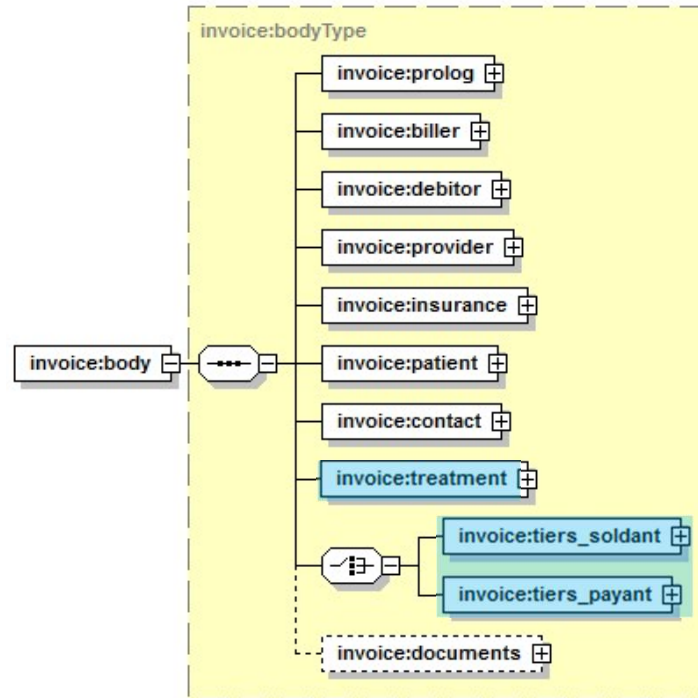 invoice:bodyType
invoice:prolog
invoice:biller
invoice:debitor
invoice:provider
invoice:insurance
invoice:body
invoice:patient
invoice:contact
invoice:treatment
invoice:tiers_soldant
invoice:tiers_payant
invoice:documents